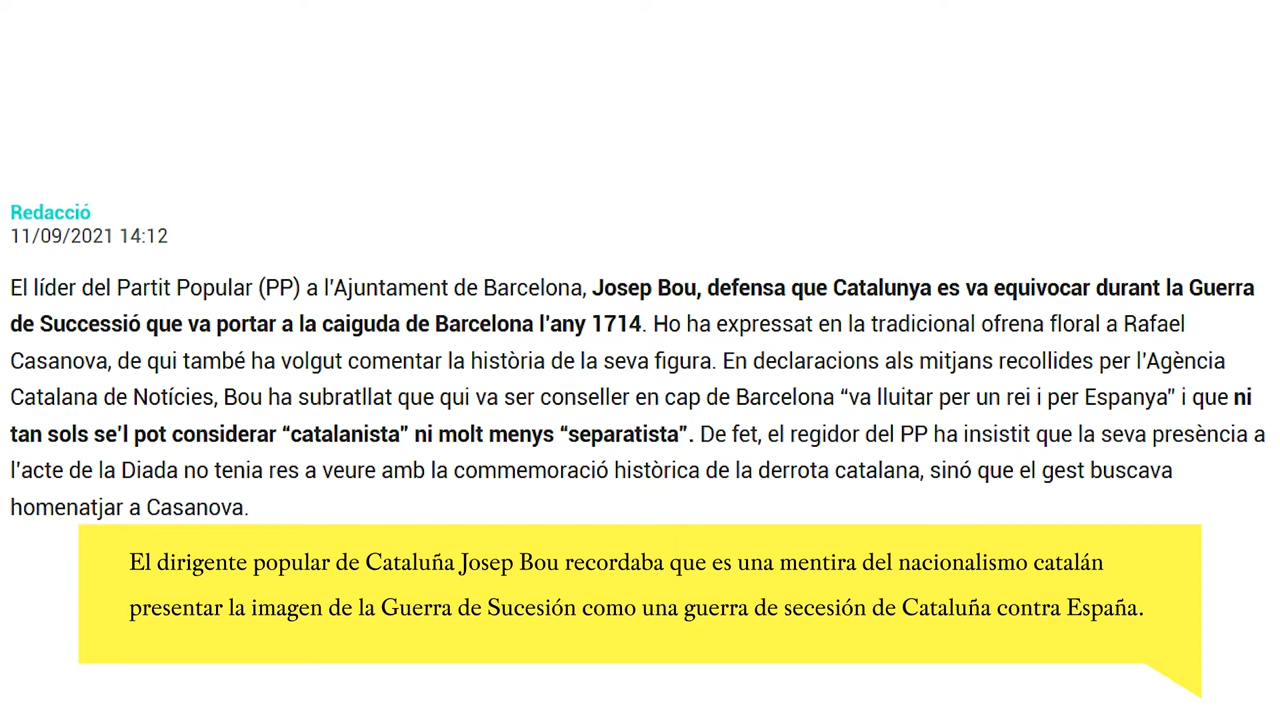 Redacció
11/09/2021 14:12
El líder del Partit Popular (PP) a l'Ajuntament de Barcelona, Josep Bou, defensa que Catalunya es va equivocar durant la Guerra
de Successió que va portar a la caiguda de Barcelona l'any 1714. Ho ha expressat en la tradicional ofrena floral a Rafael
Casanova, de qui també ha volgut comentar la història de la seva figura. En declaracions als mitjans recollides per l'Agència
Catalana de Notícies, Bou ha subratllat que qui va ser conseller en cap de Barcelona “va lluitar per un rei i per Espanya” i que ni
tan sols se'l pot considerar “catalanista” ni molt menys “separatista”. De fet, el regidor del PP ha insistit que la seva presència a
l'acte de la Diada no tenia res a veure amb la commemoració històrica de la derrota catalana, sinó que el gest buscava
homenatjar a Casanova.
El dirigente popular de Cataluña Josep Bou recordaba que es una mentira del nacionalismo catalán
presentar la imagen de la Guerra de Sucesión como una guerra de secesión de Cataluña contra España.